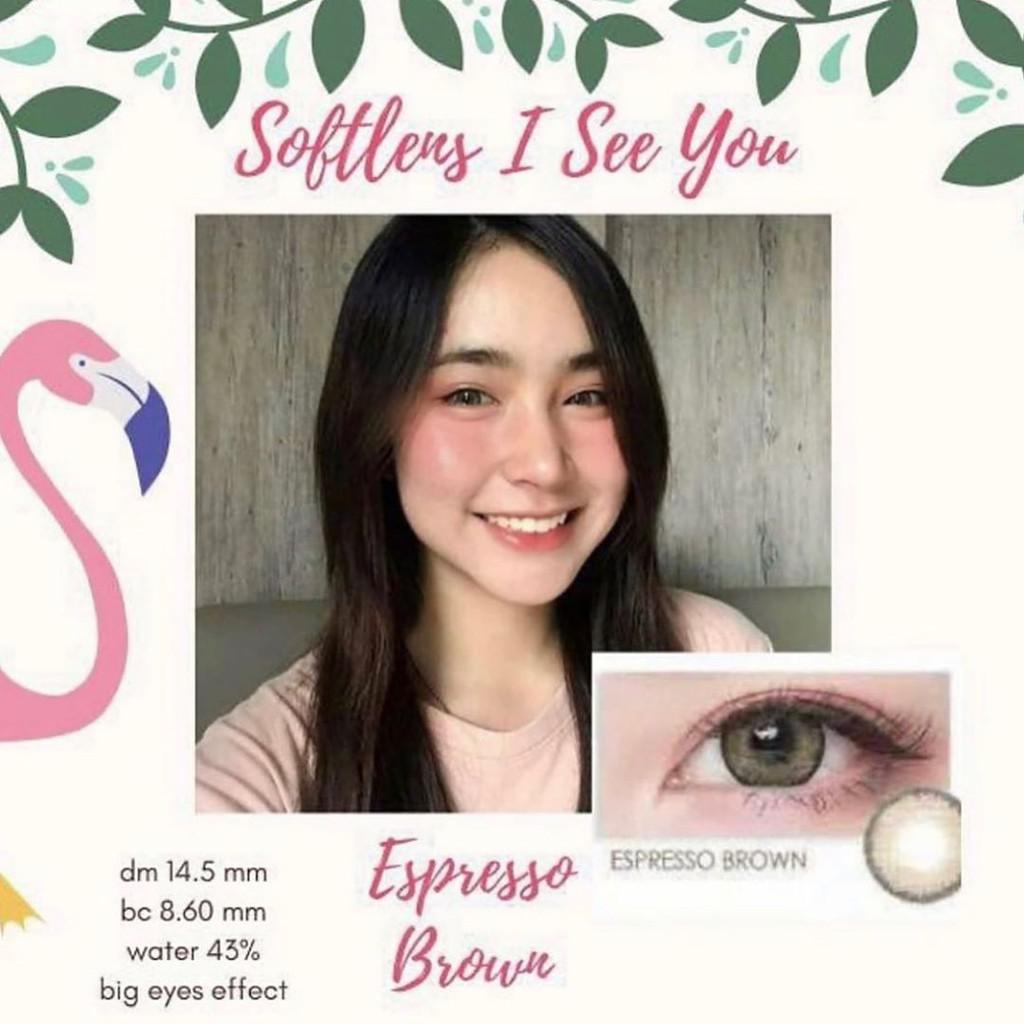 Softlens I See You
ESPRESSO BROWN
Espresso
Brown
dm 14.5 mm
bc 8.60 mm
water 43%
big eyes effect